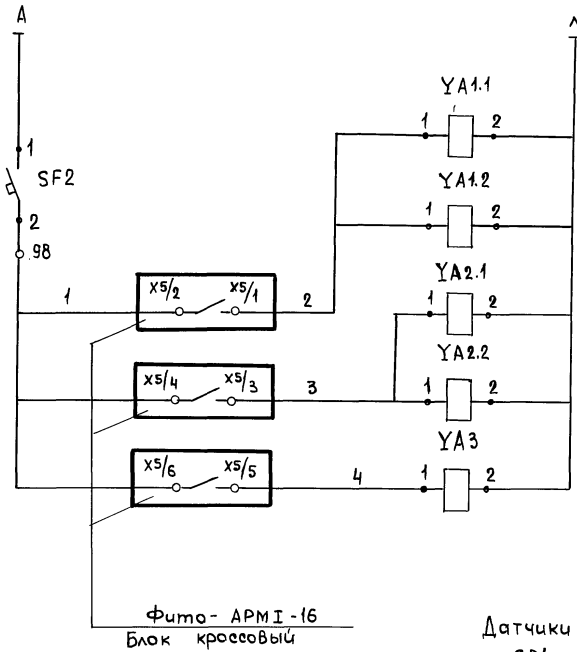 A
1
SF2
2
98
1
X5/2 X5/1
2
YA1.1
1 2
YA1.2
1 2
YA2.1
1 2
YA2.2
X5/4 X5/3
3
1 2
YA3
X5/6 X5/5
4
1 2
Фито- АРМ I -16
Блок кроссовый
Датчики